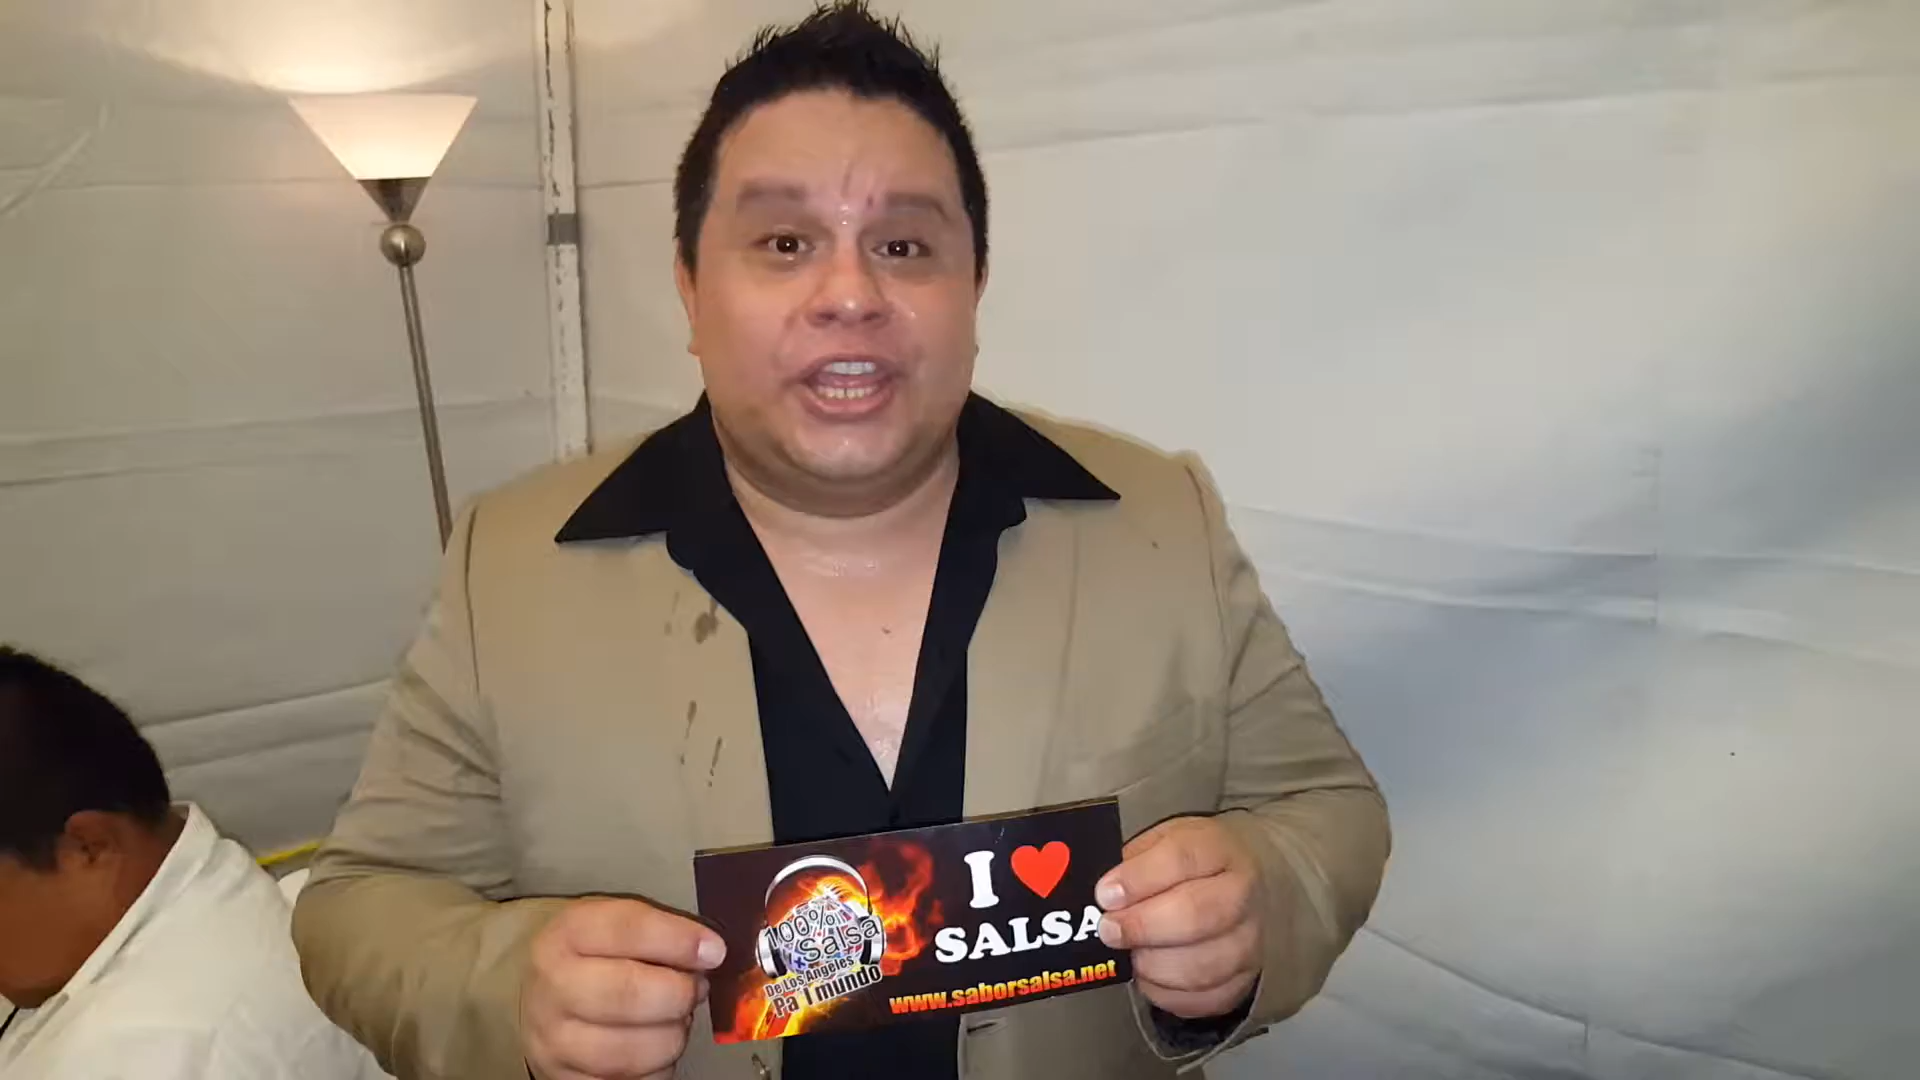 100%
Salsa
De Los Angeles
Pa'l mundo
I ❤
SALSA
www.saborsalsa.net